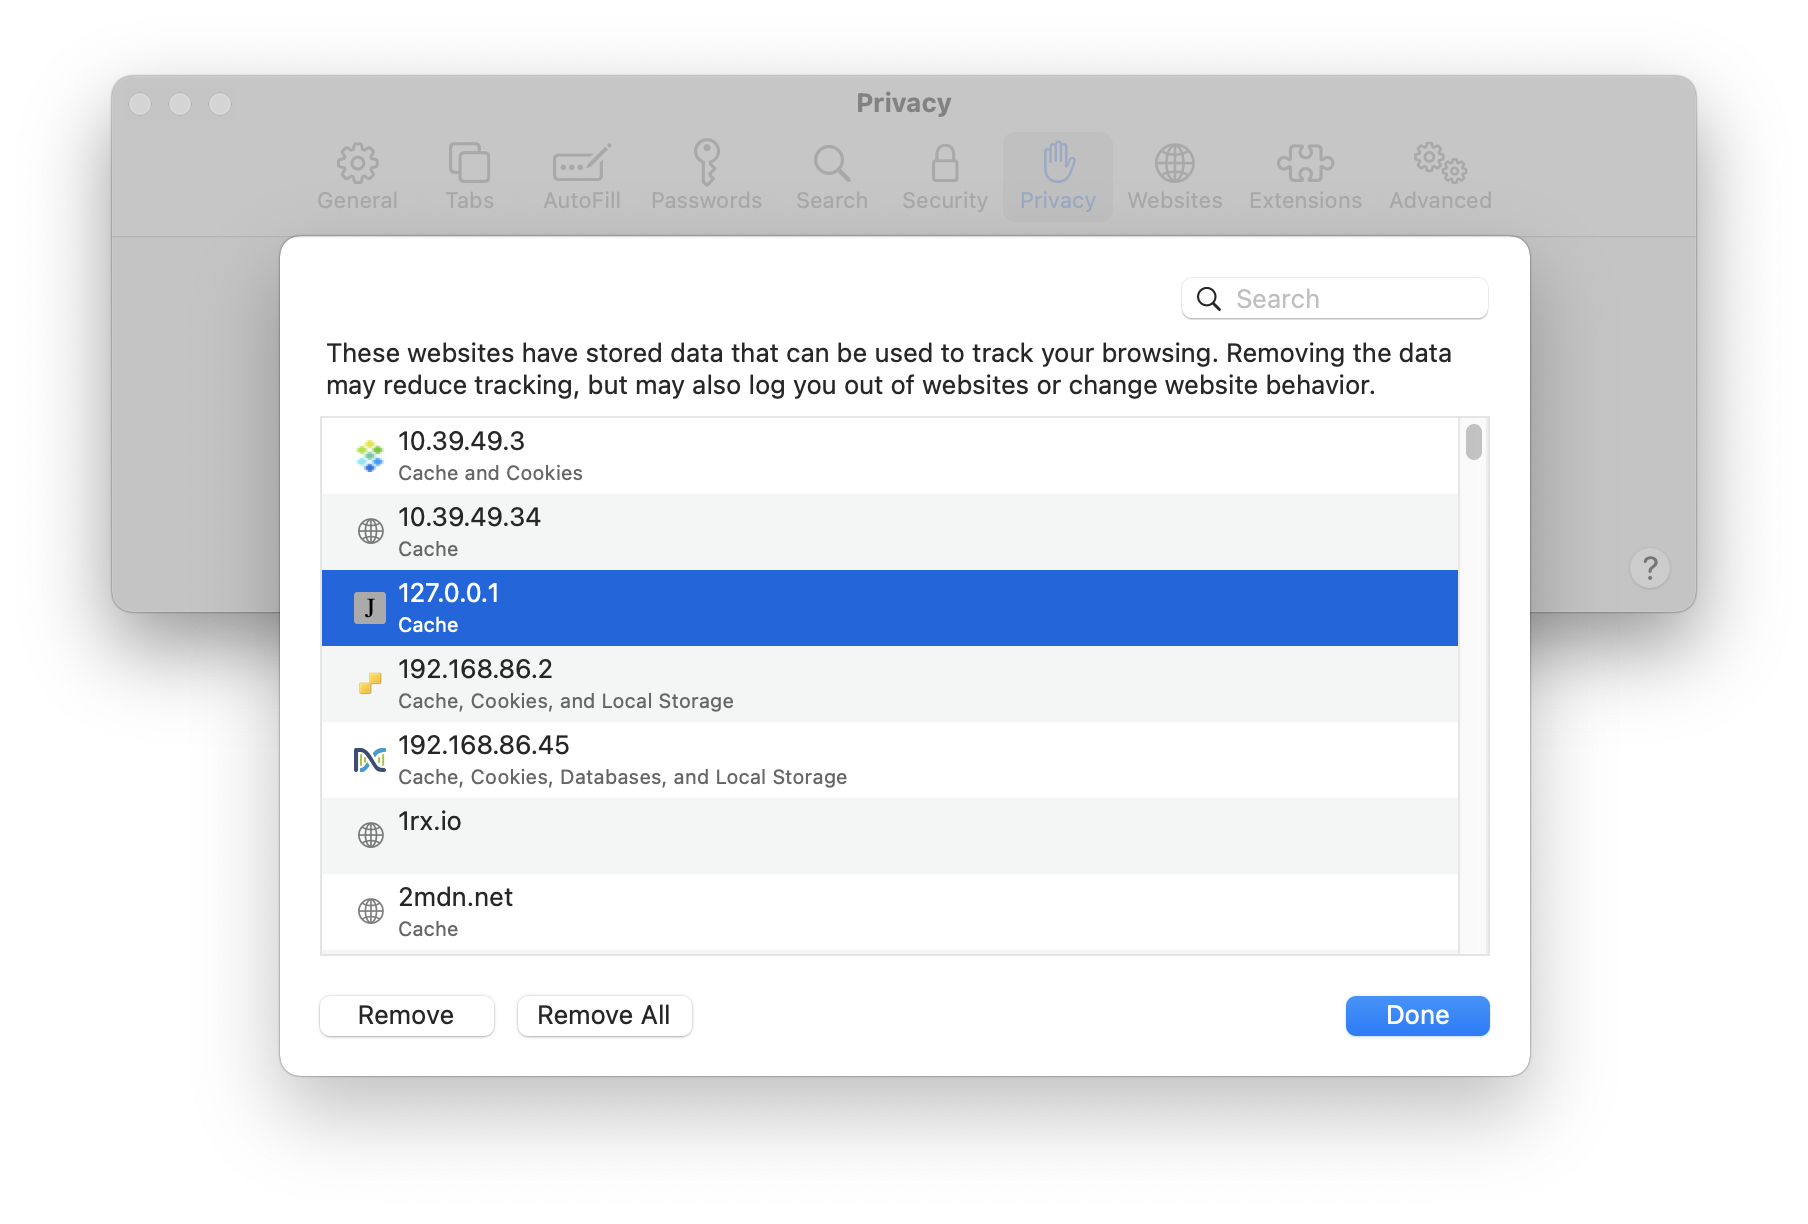 Privacy
General
Tabs
AutoFill
Passwords
Search
Security
Privacy
Websites
Extensions
Advanced
Search
These websites have stored data that can be used to track your browsing. Removing the data
may reduce tracking, but may also log you out of websites or change website behavior.
10.39.49.3
Cache and Cookies
10.39.49.34
Cache
J
127.0.0.1
Cache
192.168.86.2
Cache, Cookies, and Local Storage
192.168.86.45
Cache, Cookies, Databases, and Local Storage
1rx.io
2mdn.net
Cache
?
Remove
Remove All
Done